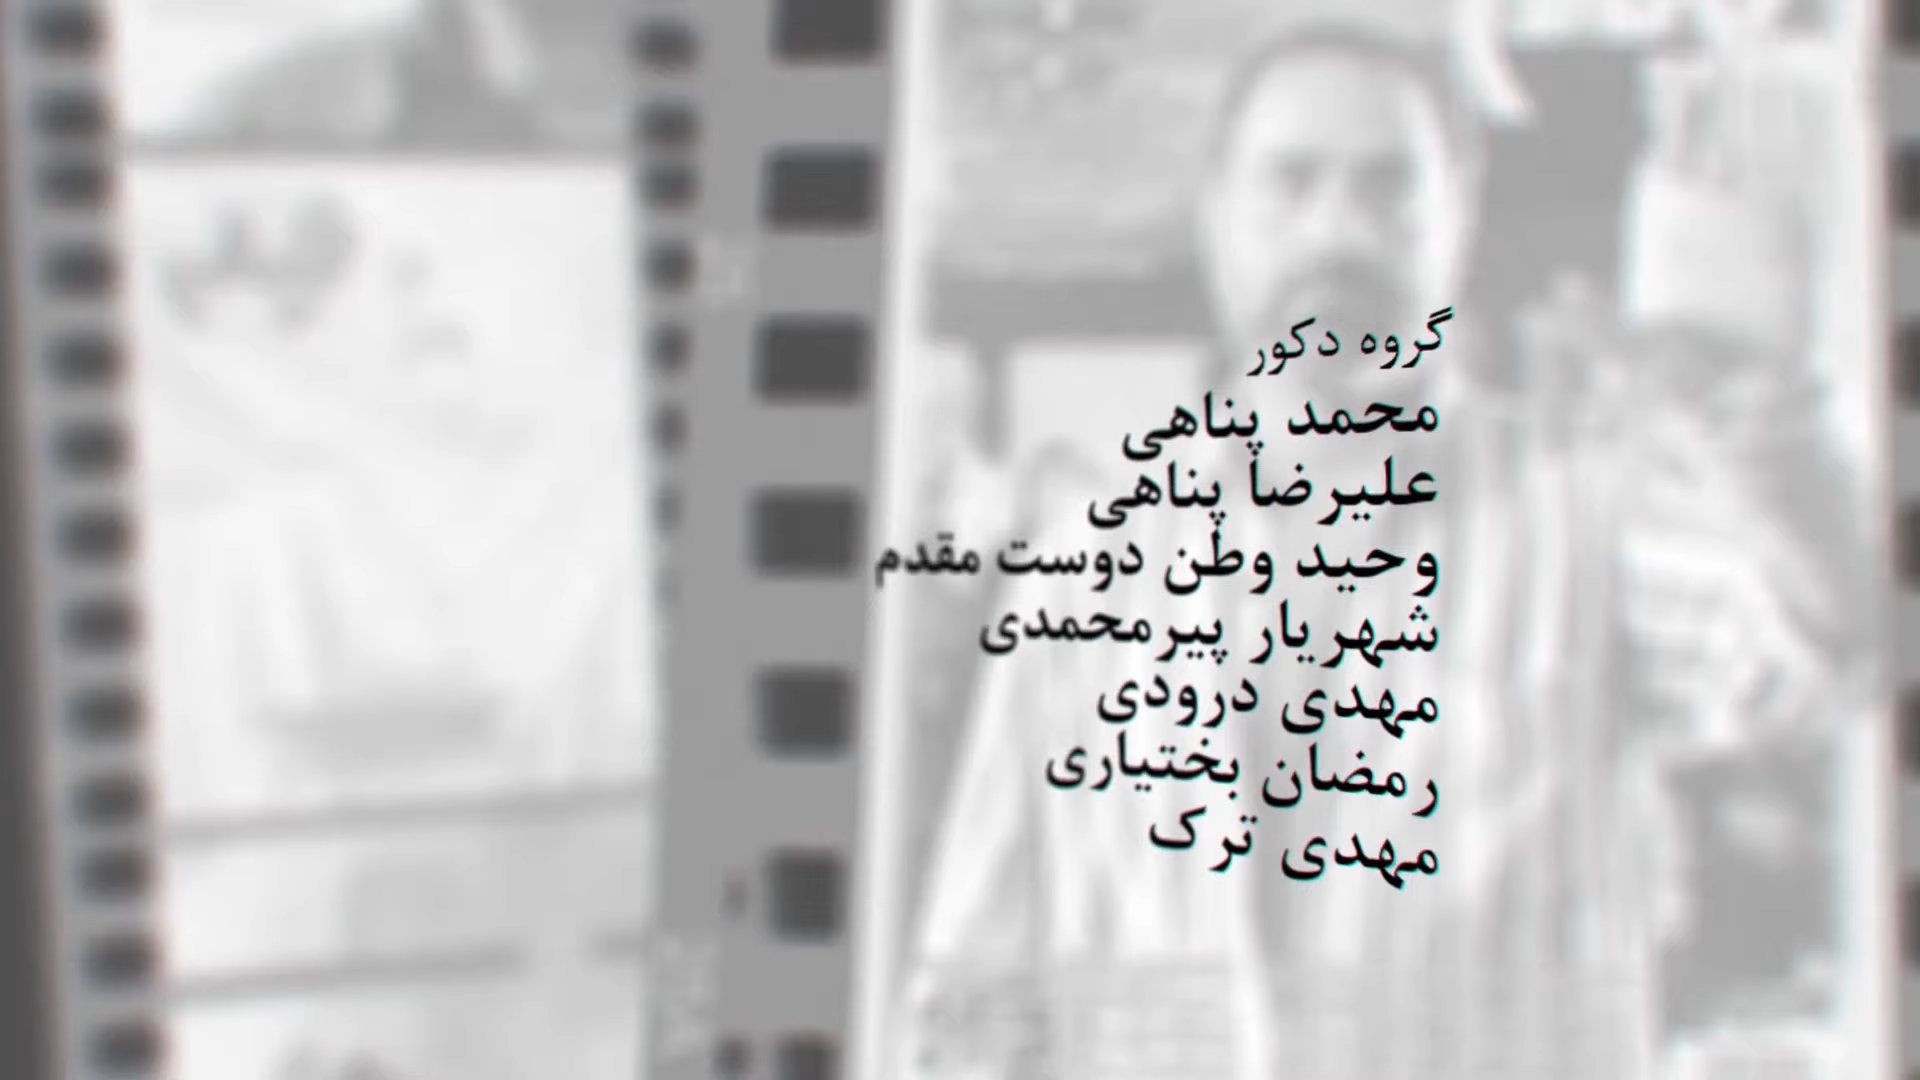 گروه دکور
محمد پناهی
علیرضا پناهی
وحید وطن دوست مقدم
شهریار پیرمحمدی
مهدی درودی
رمضان بختیاری
مهدی ترک